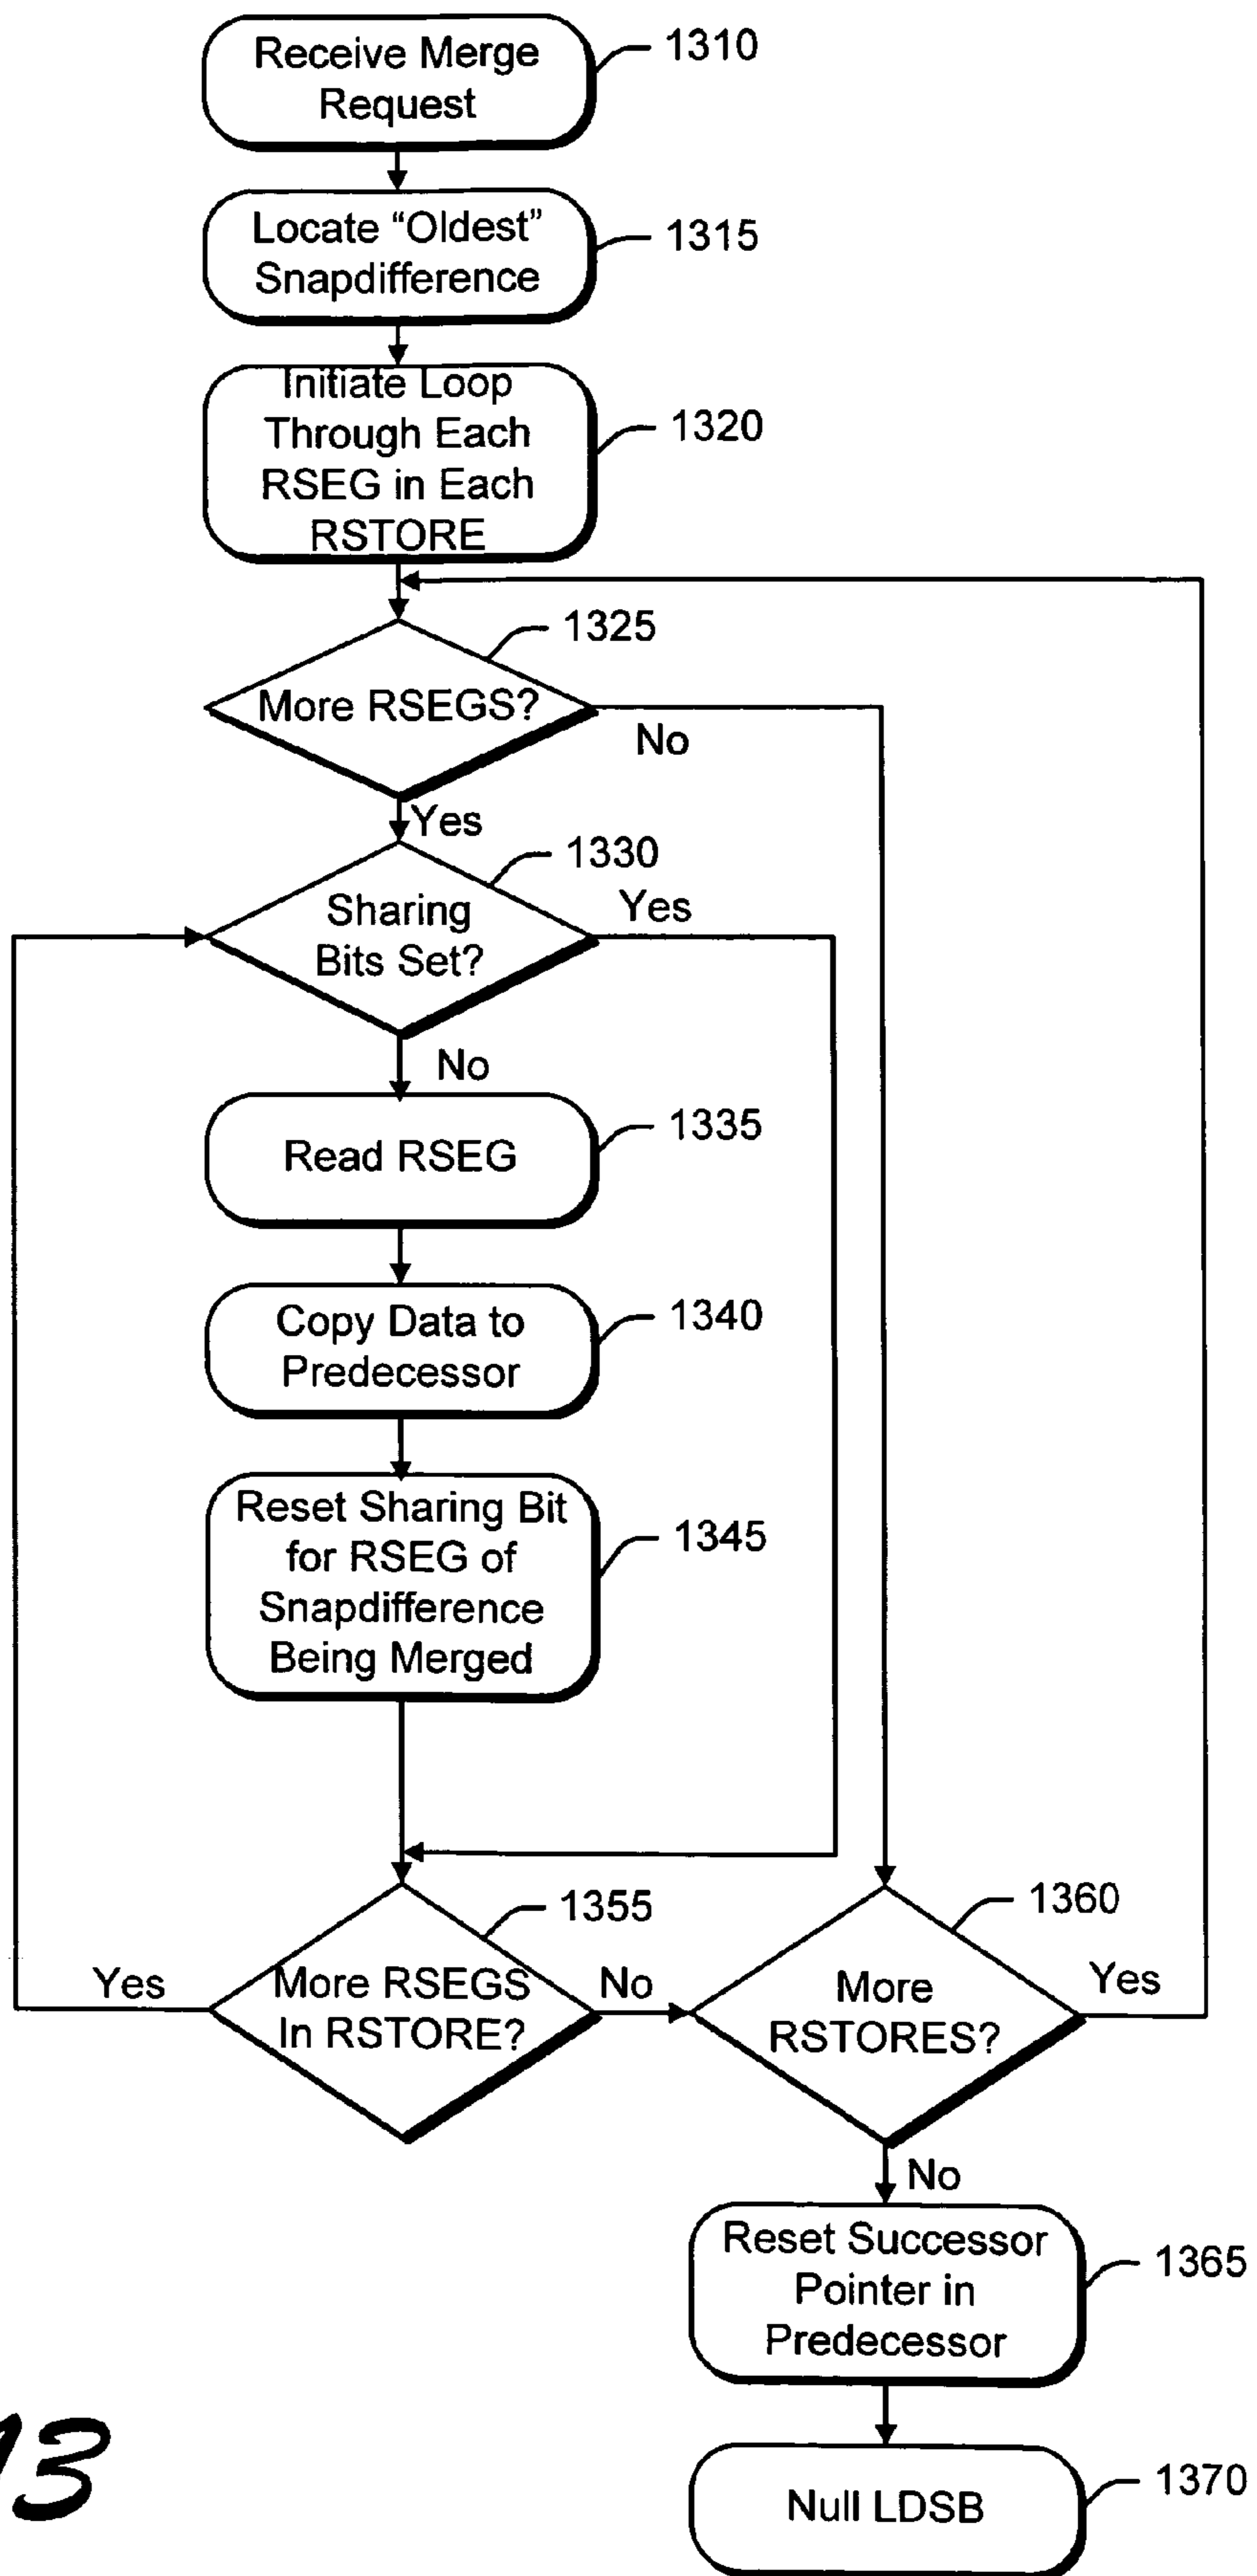 Receive Merge
Request
1310
Locate “Oldest”
Snapdifference
1315
Initiate Loop
Through Each
RSEG in Each
RSTORE
1320
More RSEGS?
1325
No
Yes
Sharing
Bits Set?
1330
Yes
No
Read RSEG
1335
Copy Data to
Predecessor
1340
Reset Sharing Bit
for RSEG of
Snapdifference
Being Merged
1345
More RSEGS
In RSTORE?
1355
Yes
No
More
RSTORES?
1360
Yes
No
Reset Successor
Pointer in
Predecessor
1365
Null LDSB
1370
13